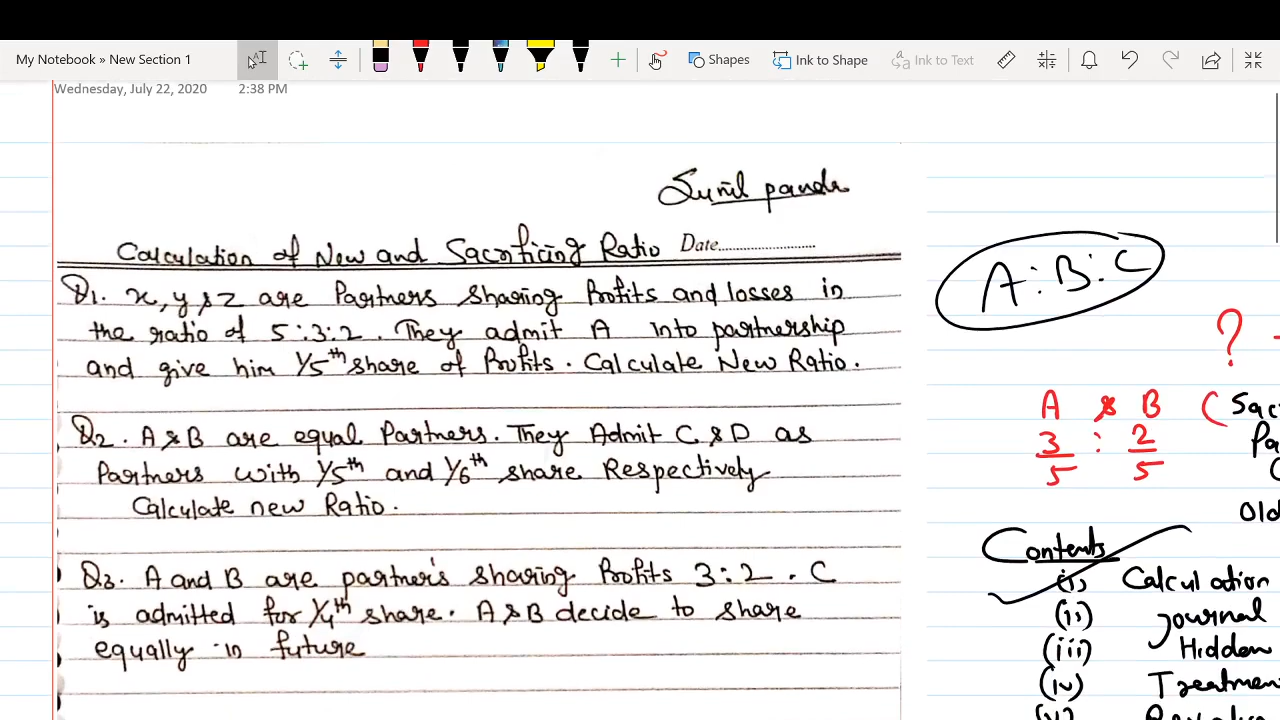 My Notebook » New Section 1
Shapes
Ink to Shape
Ink to Text
Wednesday, July 22, 2020 2:38 PM
Sunil panda
Calculation of New and Sacrificing Ratio Date
Q1. x, y & z are Partners Sharing Profits and losses in
the ratio of 5:3:2. They admit A into partnership
and give him 1/5th share of Profits. Calculate New Ratio.
Q2. A & B are equal Partners. They Admit C & D as
Partners with 1/5th and 1/6th share Respectively
Calculate new Ratio.
Q3. A and B are partner's sharing Profits 3:2. C
is admitted for 1/4th share. A & B decide to share
equally in future
A:B:C
?
A & B (
3/5 : 2/5
Old
Contents
(i) Calculation
(ii) Journal
(iii) Hidden
(iv)